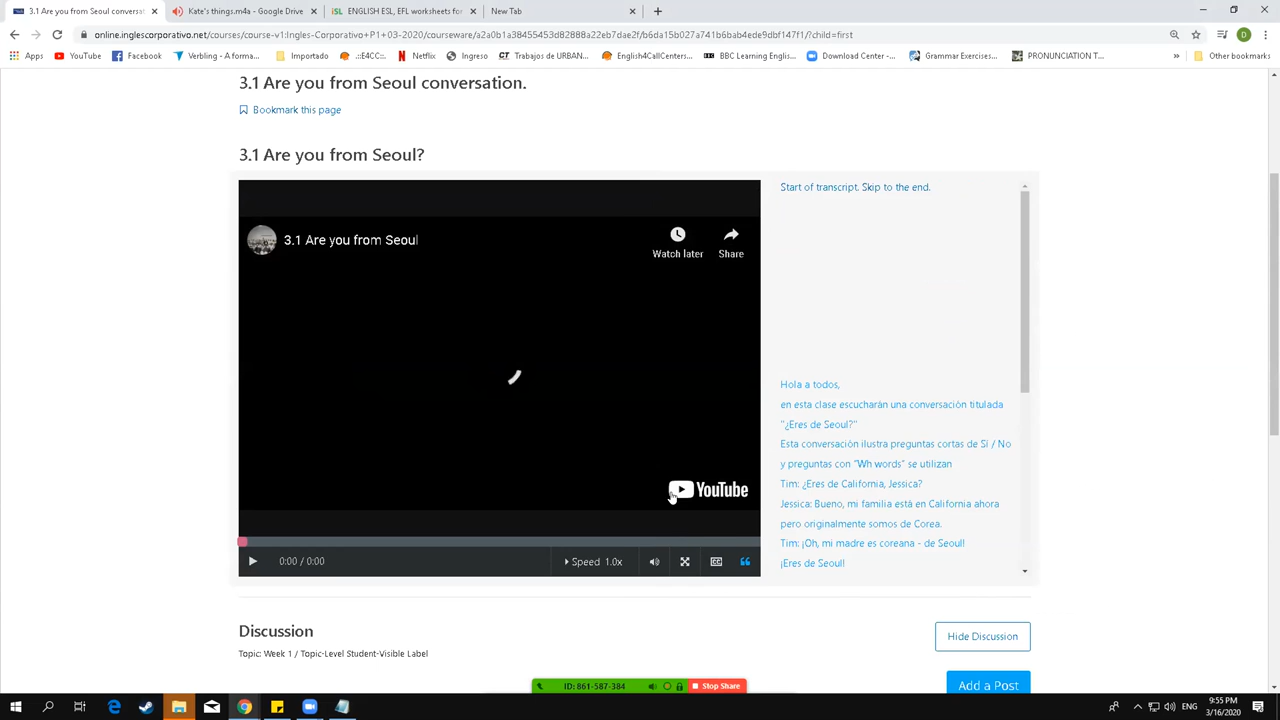 3.1 Are you from Seoul conversa
Kate's things.m4a - Google Drive
iSL ENGLISH ESL, EFL worksheets for
New Tab
online.inglescorporativo.net/courses/course-v1:Ingles-Corporativo+P1+03-2020/courseware/a2a0b1a38455453d82888a22eb7dae2f/b6da15b027a741b6bab4edc9dbf147f1/?child=first
Apps YouTube Facebook Verbling - A forma... Importado .::E4CC::. Netflix Ingreso CT Trabajos de URBAN... English4CallCenters... BBC Learning Engli... Download Center -... Grammar Exercises... PRONUNCIATION T... » Other bookmarks
3.1 Are you from Seoul conversation.
Bookmark this page
3.1 Are you from Seoul?
3.1 Are you from Seoul
Watch later
Share
YouTube
0:00 / 0:00
Speed 1.0x
CC
Start of transcript. Skip to the end.
Hola a todos,
en esta clase escucharán una conversación titulada
"¿Eres de Seoul?"
Esta conversación ilustra preguntas cortas de Sí / No
y preguntas con "Wh words" se utilizan
Tim: ¿Eres de California, Jessica?
Jessica: Bueno, mi familia está en California ahora
pero originalmente somos de Corea.
Tim: ¡Oh, mi madre es coreana - de Seoul!
¡Eres de Seoul!
Discussion
Topic: Week 1 / Topic-Level Student-Visible Label
Hide Discussion
Add a Post
ID: 861-587-384
Stop Share
ENG
9:55 PM
3/16/2020